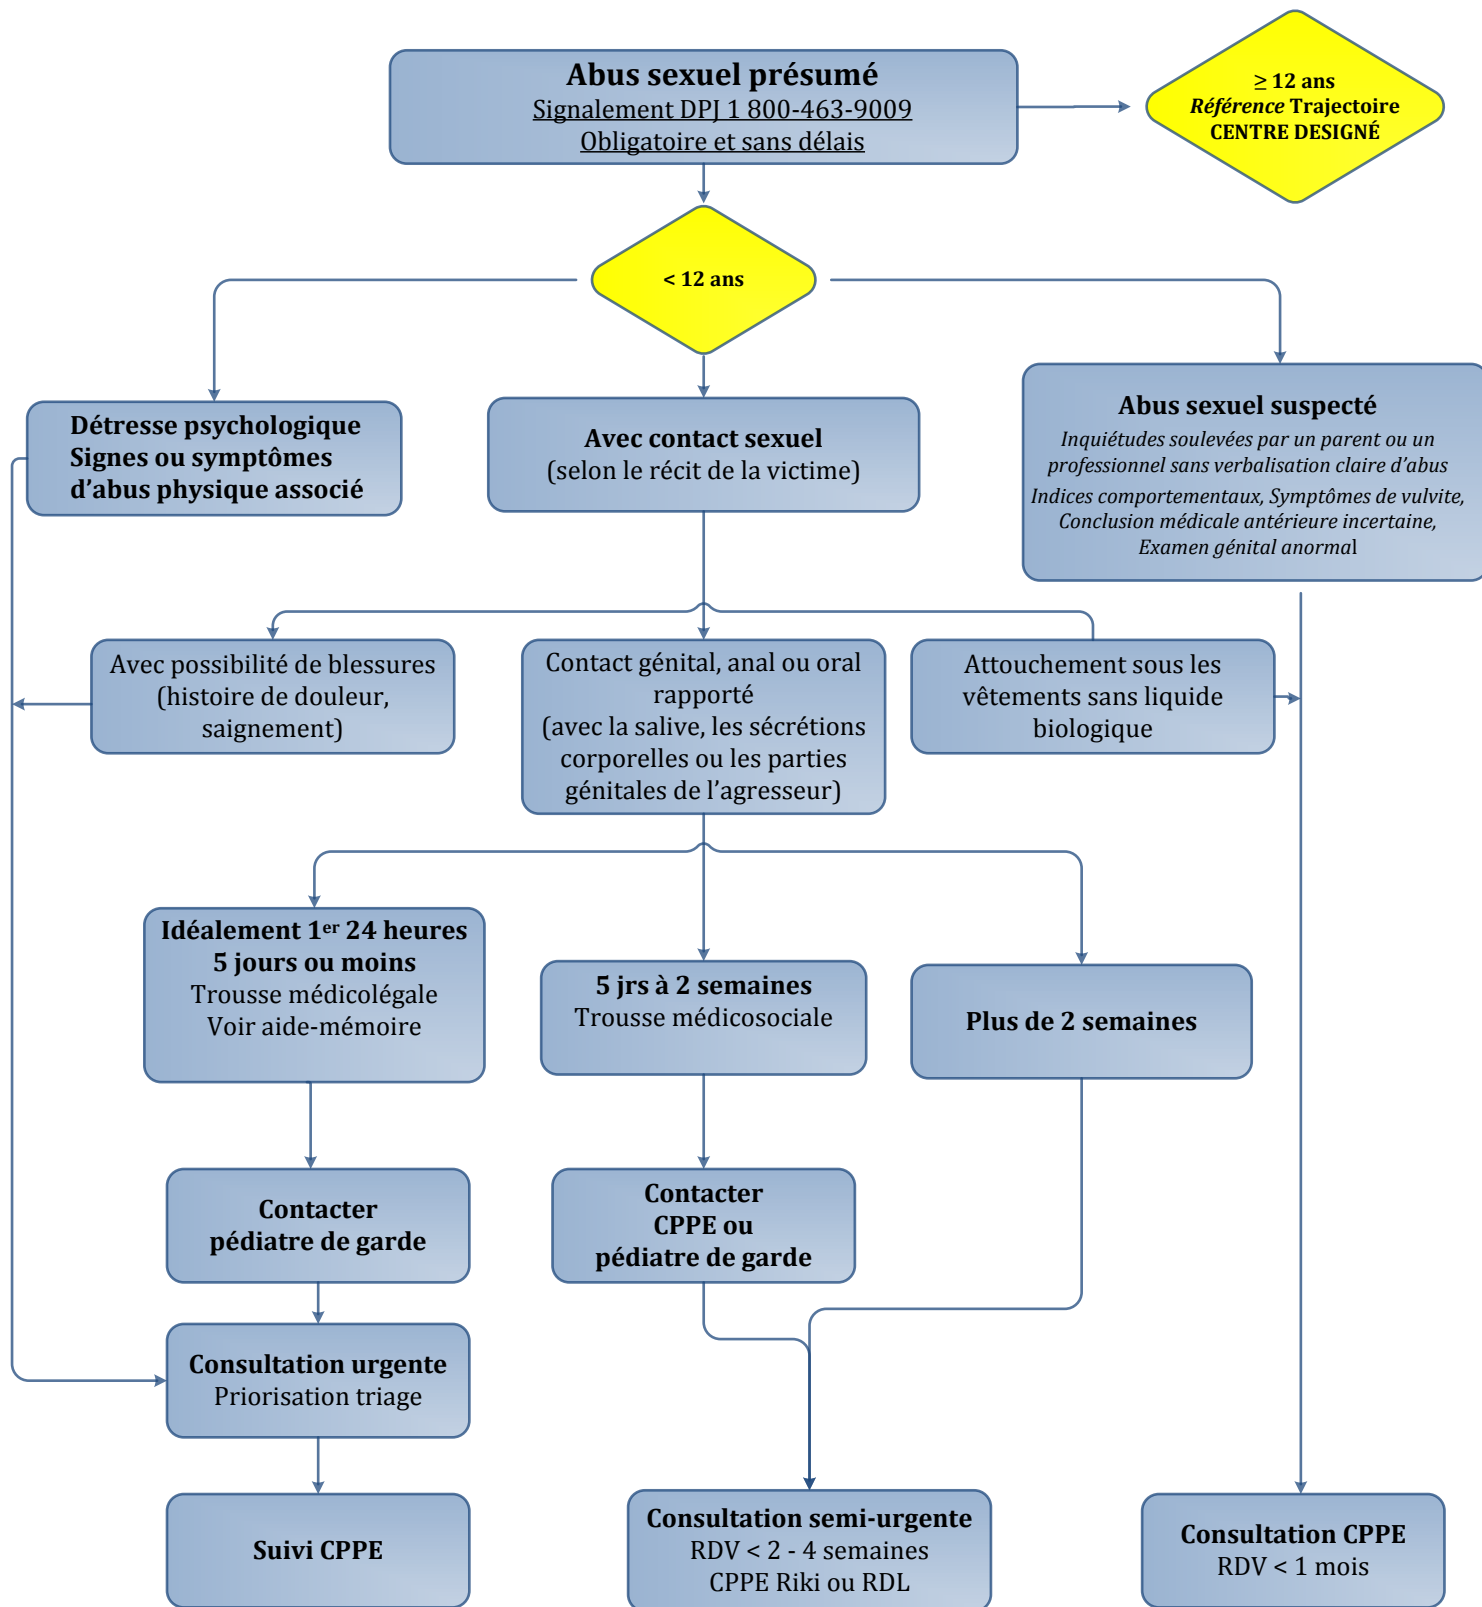 Abus sexuel présumé
Signalement DPJ 1 800-463-9009
Obligatoire et sans délais
≥ 12 ans
Référence Trajectoire
CENTRE DESIGNÉ
< 12 ans
Détresse psychologique
Signes ou symptômes
d’abus physique associé
Avec contact sexuel
(selon le récit de la victime)
Abus sexuel suspecté
Inquiétudes soulevées par un parent ou un
professionnel sans verbalisation claire d’abus
Indices comportementaux, Symptômes de vulvite,
Conclusion médicale antérieure incertaine,
Examen génital anormal
Avec possibilité de blessures
(histoire de douleur,
saignement)
Contact génital, anal ou oral
rapporté
(avec la salive, les sécrétions
corporelles ou les parties
génitales de l’agresseur)
Attouchement sous les
vêtements sans liquide
biologique
Idéalement 1er 24 heures
5 jours ou moins
Trousse médicolégale
Voir aide-mémoire
5 jrs à 2 semaines
Trousse médicosociale
Plus de 2 semaines
Contacter
pédiatre de garde
Contacter
CPPE ou
pédiatre de garde
Consultation urgente
Priorisation triage
Suivi CPPE
Consultation semi-urgente
RDV < 2 - 4 semaines
CPPE Riki ou RDL
Consultation CPPE
RDV < 1 mois